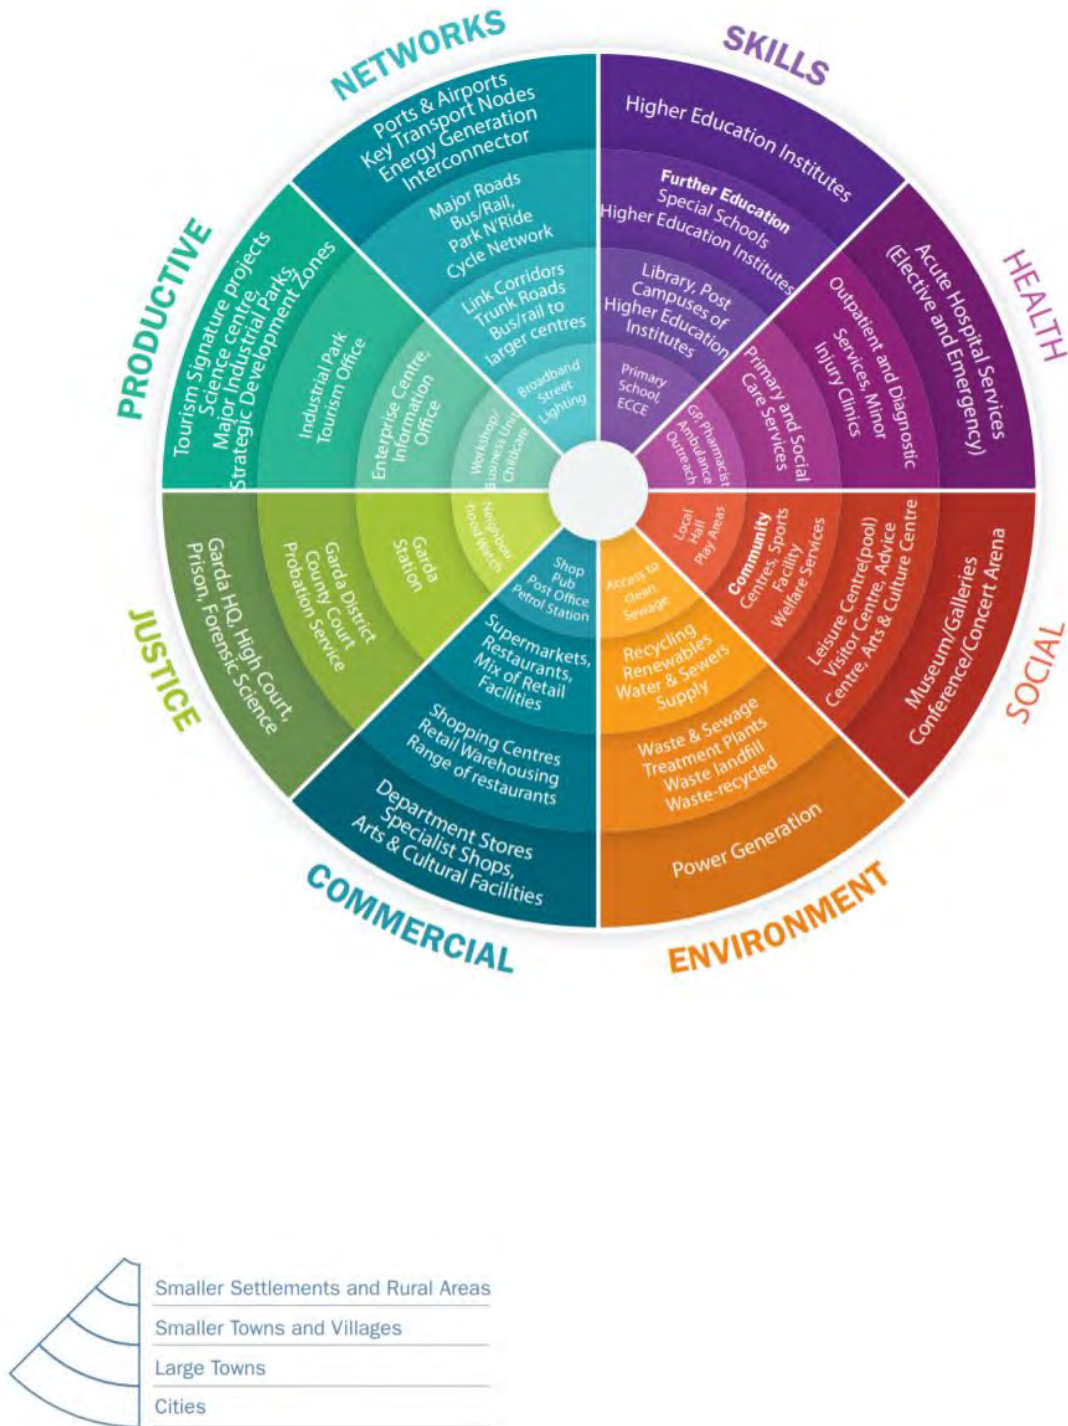 NETWORKS
Ports & Airports
Key Transport Nodes
Energy Generation
Interconnector
Major Roads
Bus/Rail,
Park N'Ride
Cycle Network
Link Corridors
Trunk Roads
Bus/rail to
larger centres
Broadband
Street
Lighting
SKILLS
Higher Education Institutes
Further Education
Special Schools
Higher Education Institutes
Library, Post
Campuses of
Higher Education
Institutes
Primary
School,
ECCE
HEALTH
Acute Hospital Services
(Elective and Emergency)
Outpatient and Diagnostic
Services, Minor
Injury Clinics
Primary and Social
Care Services
GP, Pharmacist
Ambulance
Outreach
SOCIAL
Museum/Galleries
Conference/Concert Arena
Leisure Centre(pool)
Visitor Centre, Advice
Centre, Arts & Culture Centre
Community
Centres, Sports
Facility
Welfare Services
Local
Hall
Play Areas
ENVIRONMENT
Power Generation
Waste & Sewage
Treatment Plants
Waste landfill
Waste-recycled
Recycling
Renewables
Water & Sewers
Supply
Access to
Clean
Sewage
COMMERCIAL
Department Stores
Specialist Shops,
Arts & Cultural Facilities
Shopping Centres
Retail Warehousing
Range of restaurants
Supermarkets,
Restaurants,
Mix of Retail
Facilities
Shop
Pub
Post Office
Petrol Station
JUSTICE
Garda HQ, High Court,
Prison, Forensic Science
Garda District
County Court
Probation Service
Garda
Station
Neighbour
hood Watch
PRODUCTIVE
Tourism Signature projects
Science centre,
Major Industrial Parks,
Strategic Development Zones
Industrial Park
Tourism Office
Enterprise Centre,
Information
Office
Workshop/
Business Unit
Childcare
Smaller Settlements and Rural Areas
Smaller Towns and Villages
Large Towns
Cities